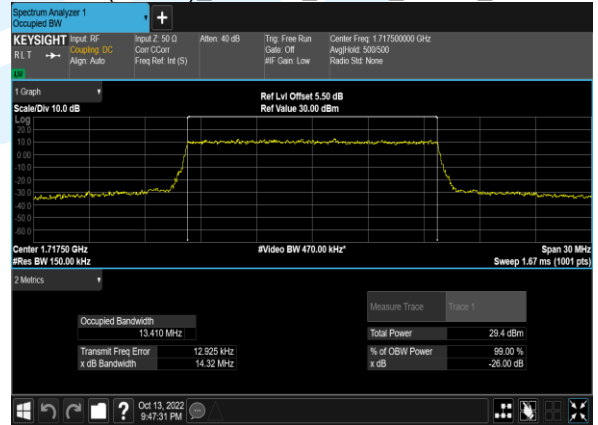 Spectrum Analyzer 1
Occupied BW
+
KEYSIGHT Input: RF Input Z: 50 Ω Atten: 40 dB Trig: Free Run Center Freq: 1.717500000 GHz
RLT Coupling: DC Corr CCorr Gate: Off Avg|Hold: 500/500
Align: Auto Freq Ref: Int (S) #IF Gain: Low Radio Std: None
LV
1 Graph
Ref Lvl Offset 5.50 dB
Scale/Div 10.0 dB Ref Value 30.00 dBm
Log
20.0
10.0
0.00
-10.0
-20.0
-30.0
-40.0
-50.0
-60.0
Center 1.71750 GHz #Video BW 470.00 kHz* Span 30 MHz
#Res BW 150.00 kHz Sweep 1.67 ms (1001 pts)
2 Metrics
Measure Trace Trace 1
Occupied Bandwidth
13.410 MHz Total Power 29.4 dBm
Transmit Freq Error 12.925 kHz % of OBW Power 99.00 %
x dB Bandwidth 14.32 MHz x dB -26.00 dB
? Oct 13, 2022
9:47:31 PM